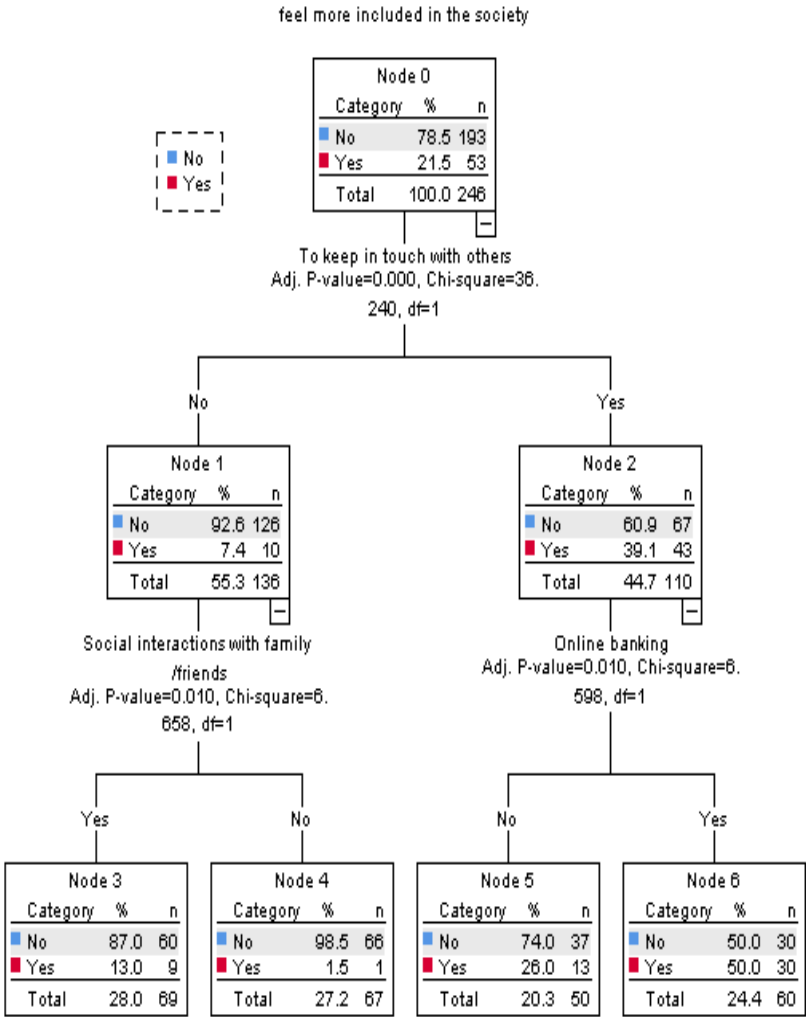 feel more included in the society
Node 0
Category % n
No 78.5 193
Yes 21.5 53
Total 100.0 246
No
Yes
To keep in touch with others
Adj. P-value=0.000, Chi-square=36.
240, df=1
No
Yes
Node 1
Category % n
No 92.6 126
Yes 7.4 10
Total 55.3 136
Node 2
Category % n
No 60.9 67
Yes 39.1 43
Total 44.7 110
Social interactions with family
/friends
Adj. P-value=0.010, Chi-square=6.
658, df=1
Online banking
Adj. P-value=0.010, Chi-square=6.
598, df=1
Yes
No
No
Yes
Node 3
Category % n
No 87.0 60
Yes 13.0 9
Total 28.0 69
Node 4
Category % n
No 98.5 66
Yes 1.5 1
Total 27.2 67
Node 5
Category % n
No 74.0 37
Yes 26.0 13
Total 20.3 50
Node 6
Category % n
No 50.0 30
Yes 50.0 30
Total 24.4 60